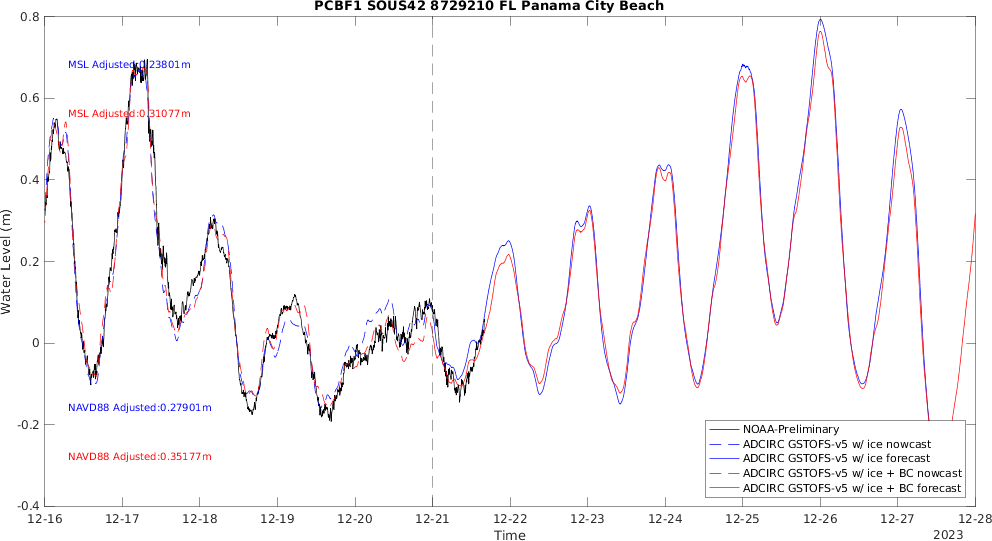 PCBF1 SOUS42 8729210 FL Panama City Beach
0.8
MSL Adjusted:0.23801m
0.6
MSL Adjusted:0.31077m
0.4
Water Level (m)
0.2
0
-0.2
NAVD88 Adjusted:0.27901m
NAVD88 Adjusted:0.35177m
-0.4
NOAA-Preliminary
ADCIRC GSTOFS-v5 w/ ice nowcast
ADCIRC GSTOFS-v5 w/ ice forecast
ADCIRC GSTOFS-v5 w/ ice + BC nowcast
ADCIRC GSTOFS-v5 w/ ice + BC forecast
12-16 12-17 12-18 12-19 12-20 12-21 12-22 12-23 12-24 12-25 12-26 12-27 12-28
Time
2023